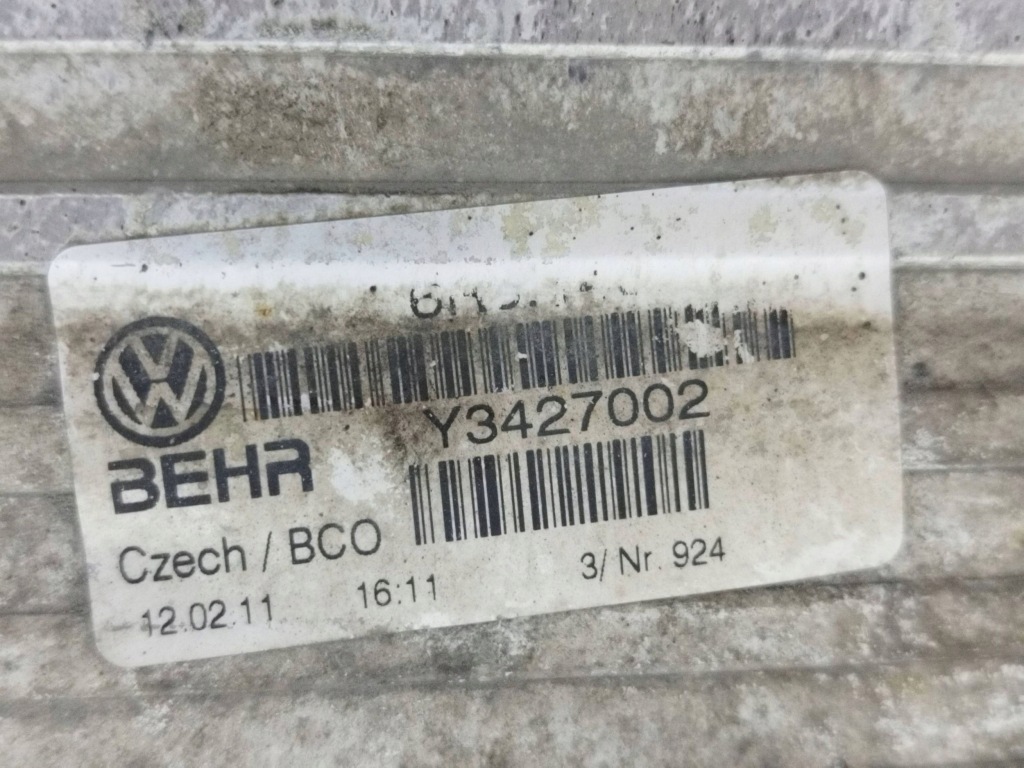 Y3427002
BEHR
Czech / BCO
12.02.11 16:11 3/ Nr. 924